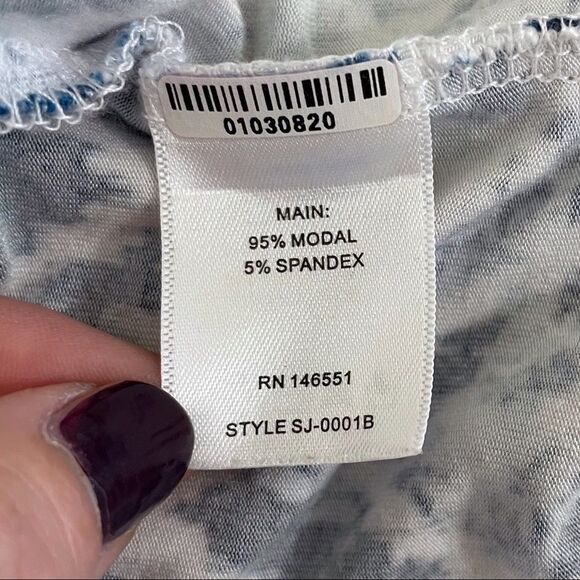 01030820
MAIN:
95% MODAL
5% SPANDEX
RN 146551
STYLE SJ-0001B